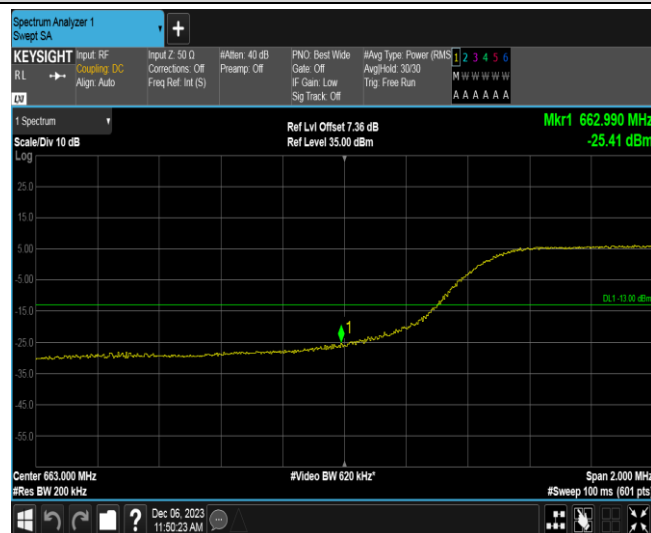 Spectrum Analyzer 1
Swept SA
+
KEYSIGHT
RL
LXI
Input: RF
Coupling: DC
Align: Auto
Input Z: 50 Ω
Corrections: Off
Freq Ref: Int (S)
#Atten: 40 dB
Preamp: Off
PNO: Best Wide
Gate: Off
IF Gain: Low
Sig Track: Off
#Avg Type: Power (RMS
Avg|Hold: 30/30
Trig: Free Run
1 2 3 4 5 6
M W W W W W
A A A A A A
1 Spectrum
Scale/Div 10 dB
Ref Lvl Offset 7.36 dB
Ref Level 35.00 dBm
Mkr1 662.990 MHz
-25.41 dBm
Log
25.0
15.0
5.00
-5.00
DL1 -13.00 dBm
-15.0
1
-25.0
-35.0
-45.0
-55.0
Center 663.000 MHz
#Video BW 620 kHz*
Span 2.000 MHz
#Res BW 200 kHz
#Sweep 100 ms (601 pts
?
Dec 06, 2023
11:50:23 AM